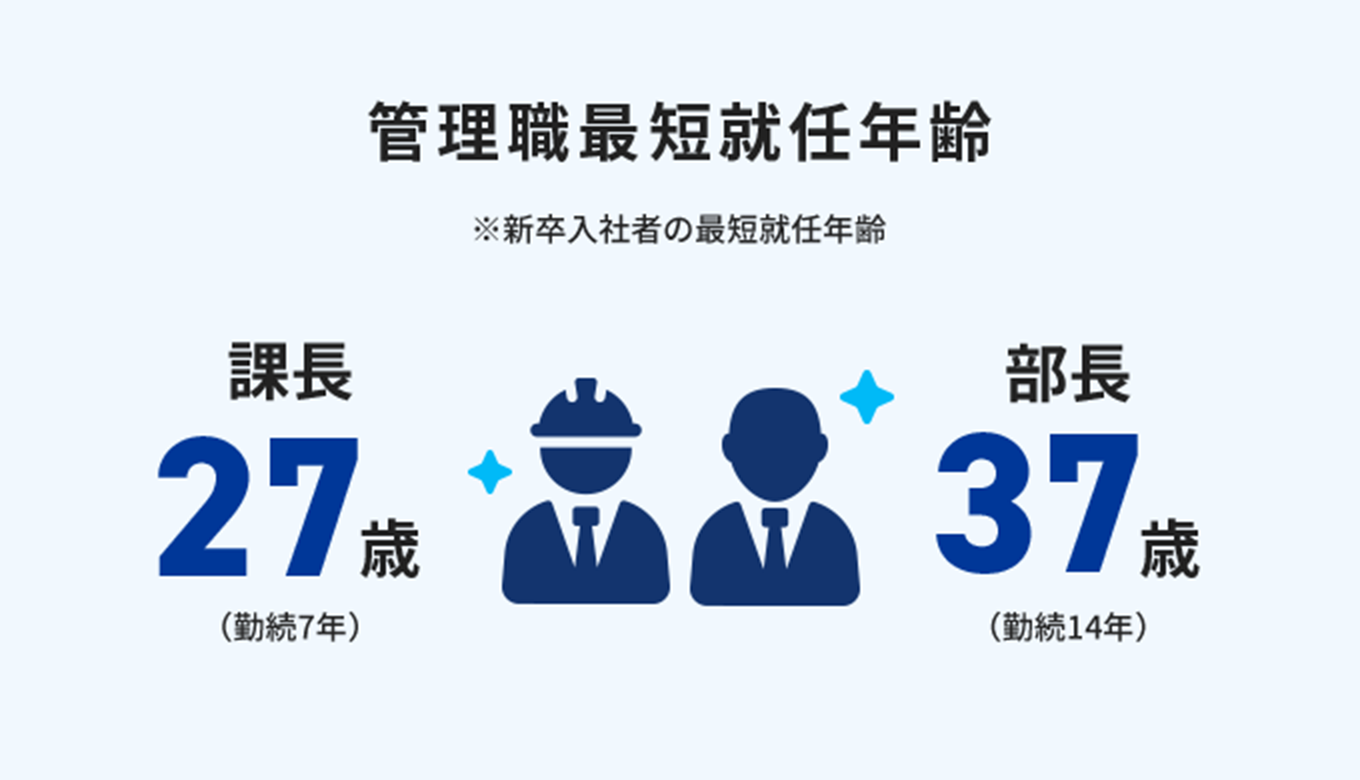 管理職最短就任年齢
※新卒入社者の最短就任年齢
課長
27歳
（勤続7年）
部長
37歳
（勤続14年）